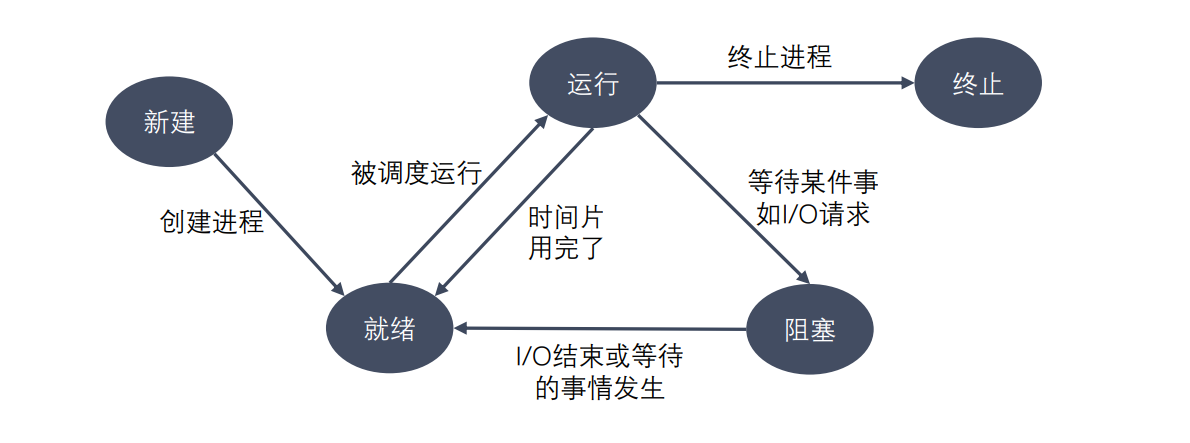 运行
终止进程
终止
新建
被调度运行
等待某件事
如I/O请求
创建进程
时间片
用完了
就绪
阻塞
I/O结束或等待
的事情发生